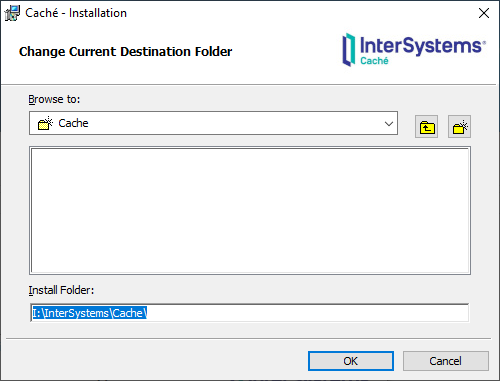 Caché - Installation
Change Current Destination Folder
InterSystems®
Caché
Browse to:
Cache
Install Folder:
I:\InterSystems\Cache\
OK
Cancel